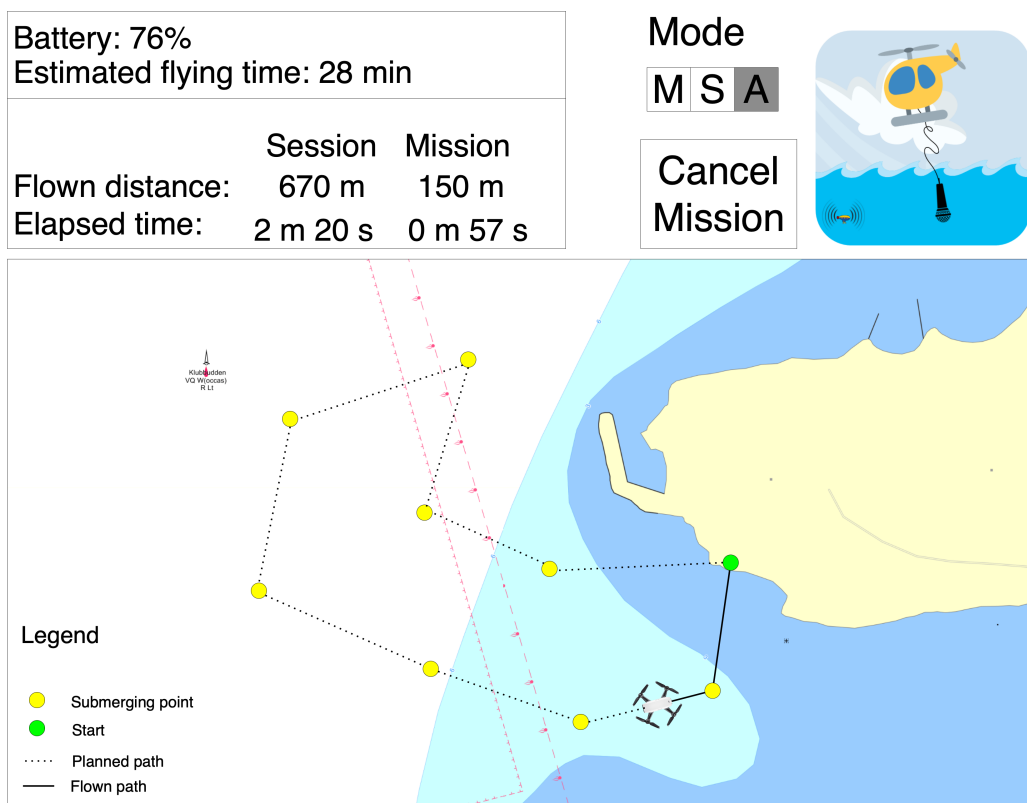 Battery: 76%
Estimated flying time: 28 min
Session Mission
Flown distance: 670 m 150 m
Elapsed time: 2 m 20 s 0 m 57 s
Mode
M S A
Cancel
Mission
VQ W(occas)
R Lt
Legend
Submerging point
Start
Planned path
Flown path